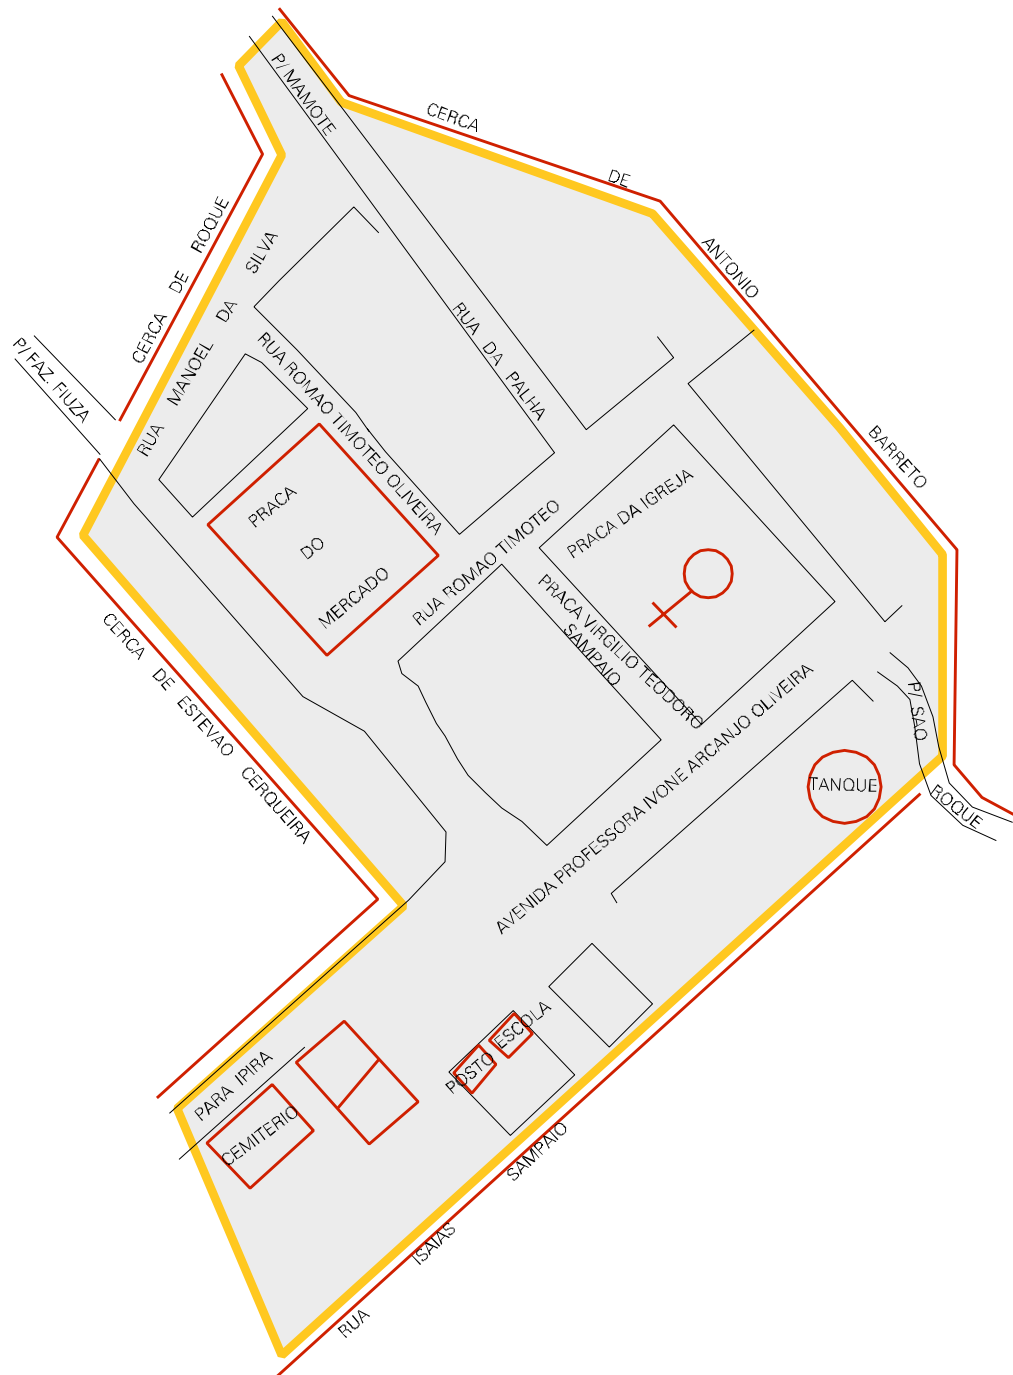 P/ MAMOTE
CERCA DE ANTONIO BARRETO
CERCA DE ROQUE
RUA MANOEL DA SILVA
P/ FAZ. FIUZA
RUA DA PALHA
RUA ROMAO TIMOTEO OLIVEIRA
PRACA
DO
MERCADO
RUA ROMAO TIMOTEO
PRACA DA IGREJA
PRACA VIRGILIO TEODORO
SAMPAIO
CERCA DE ESTEVAO CERQUEIRA
AVENIDA PROFESSORA IVONE ARCANJO OLIVEIRA
P/ SAO ROQUE
TANQUE
ESCOLA
POSTO
PARA IPIRA
CEMITERIO
RUA ISAIAS SAMPAIO